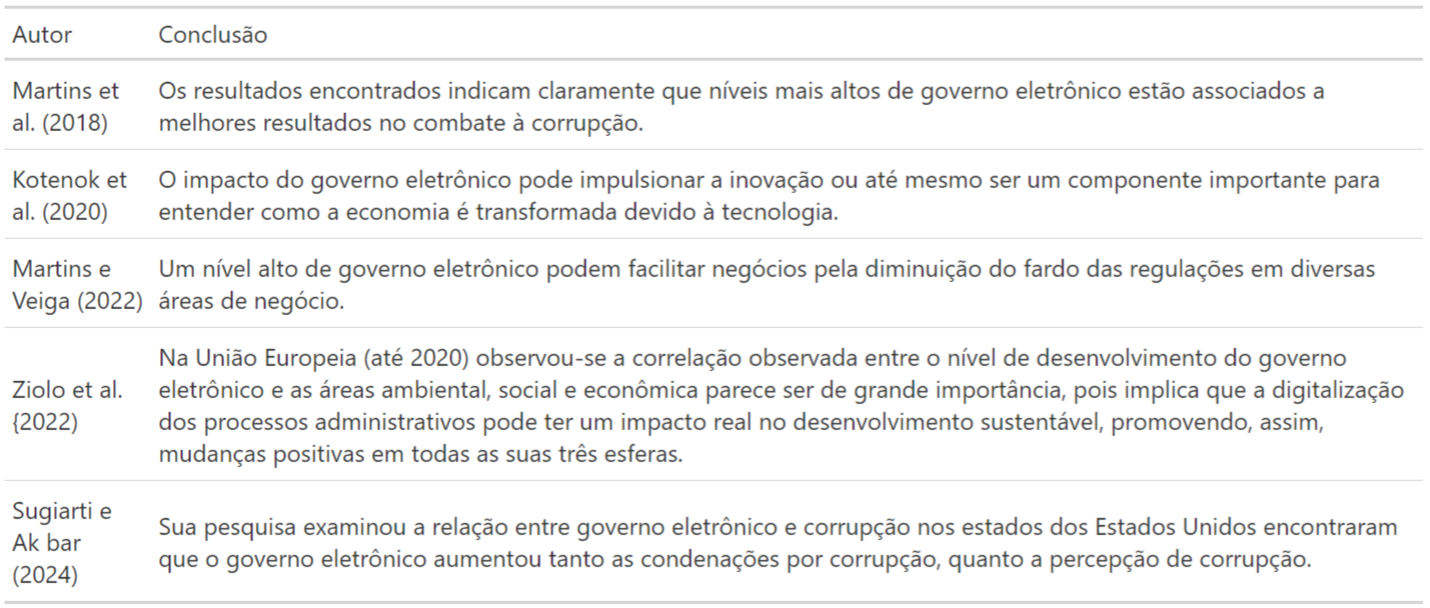 Autor Conclusão
Martins et al. (2018) Os resultados encontrados indicam claramente que níveis mais altos de governo eletrônico estão associados a
melhores resultados no combate à corrupção.
Kotenok et al. (2020) O impacto do governo eletrônico pode impulsionar a inovação ou até mesmo ser um componente importante para
entender como a economia é transformada devido à tecnologia.
Martins e Veiga (2022) Um nível alto de governo eletrônico podem facilitar negócios pela diminuição do fardo das regulações em diversas
áreas de negócio.
Ziolo et al. {2022) Na União Europeia (até 2020) observou-se a correlação observada entre o nível de desenvolvimento do governo
eletrônico e as áreas ambiental, social e econômica parece ser de grande importância, pois implica que a digitalização
dos processos administrativos pode ter um impacto real no desenvolvimento sustentável, promovendo, assim,
mudanças positivas em todas as suas três esferas.
Sugiarti e Ak bar (2024) Sua pesquisa examinou a relação entre governo eletrônico e corrupção nos estados dos Estados Unidos encontraram
que o governo eletrônico aumentou tanto as condenações por corrupção, quanto a percepção de corrupção.